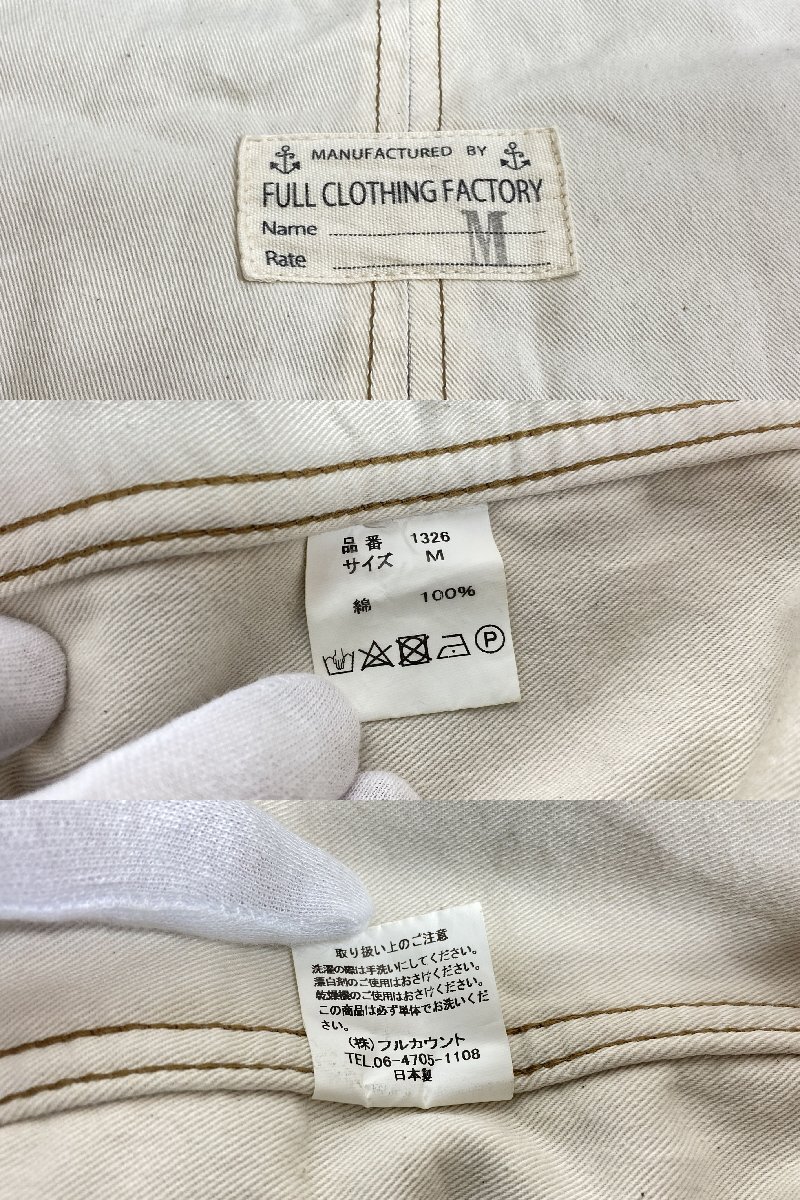 MANUFACTURED BY
FULL CLOTHING FACTORY
Name
M
Rate
品番 1326
サイズ M
綿 100%
P
取り扱い上のご注意
洗濯の際は手洗いにしてください。
漂白剤のご使用はおさけください。
乾燥機のご使用はおさけください。
この商品は必ず単体でお洗いくだ
さい。
(株)フルカウント
TEL.06-4705-1108
日本製